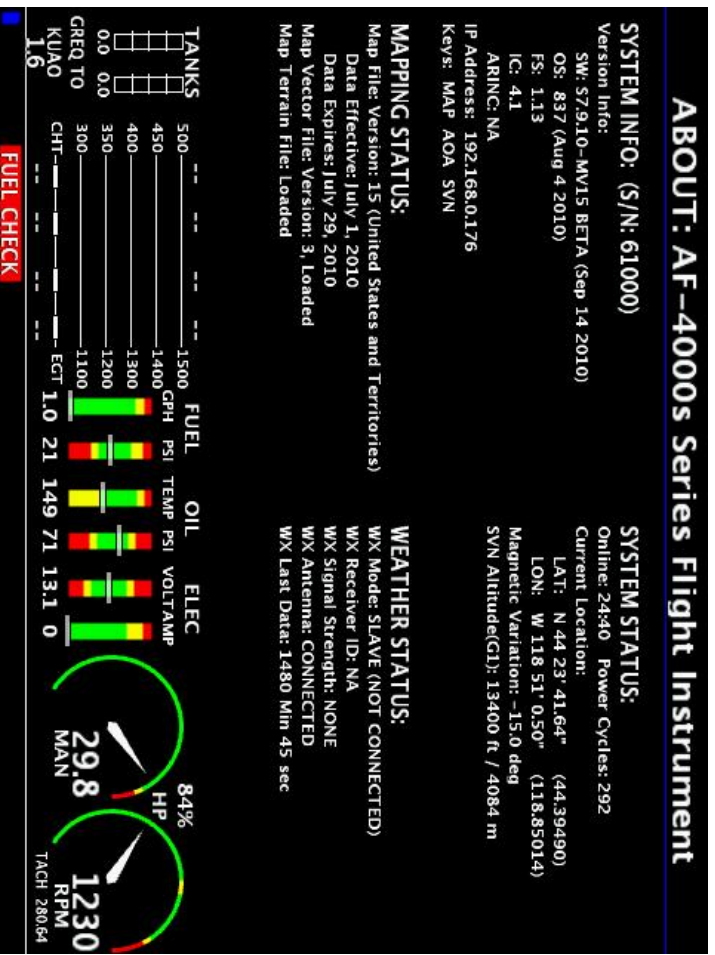 ABOUT: AF-4000s Series Flight Instrument
SYSTEM INFO: (S/N: 61000)
Version Info:
SW: S7.9.10-MV15 BETA (Sep 14 2010)
OS: 837 (Aug 4 2010)
FS: 1.13
IC: 4.1
ARINC: NA
IP Address: 192.168.0.176
Keys: MAP AOA SVN
SYSTEM STATUS:
Online: 24:40 Power Cycles: 292
Current Location:
LAT: N 44 23' 41.64" (44.39490)
LON: W 118 51' 0.50" (118.85014)
Magnetic Variation: -15.0 deg
SVN Altitude(G1): 13400 ft / 4084 m
MAPPING STATUS:
Map File: Version: 15 (United States and Territories)
Data Effective: July 1, 2010
Data Expires: July 29, 2010
Map Vector File: Version: 3, Loaded
Map Terrain File: Loaded
WEATHER STATUS:
WX Mode: SLAVE (NOT CONNECTED)
WX Receiver ID: NA
WX Signal Strength: NONE
WX Antenna: CONNECTED
WX Last Data: 1480 Min 45 sec
TANKS
0.0 0.0
GREQ TO
KUAO
1.6
-- -- -- --
500 1500
450 1400
400 1300
350 1200
300 1100
CHT EGT
-- -- -- --
FUEL OIL ELEC
GPH PSI TEMP PSI VOLT AMP
1.0 21 149 71 13.1 0
84%
HP
29.8
MAN
1230
RPM
TACH 280.64
FUEL CHECK